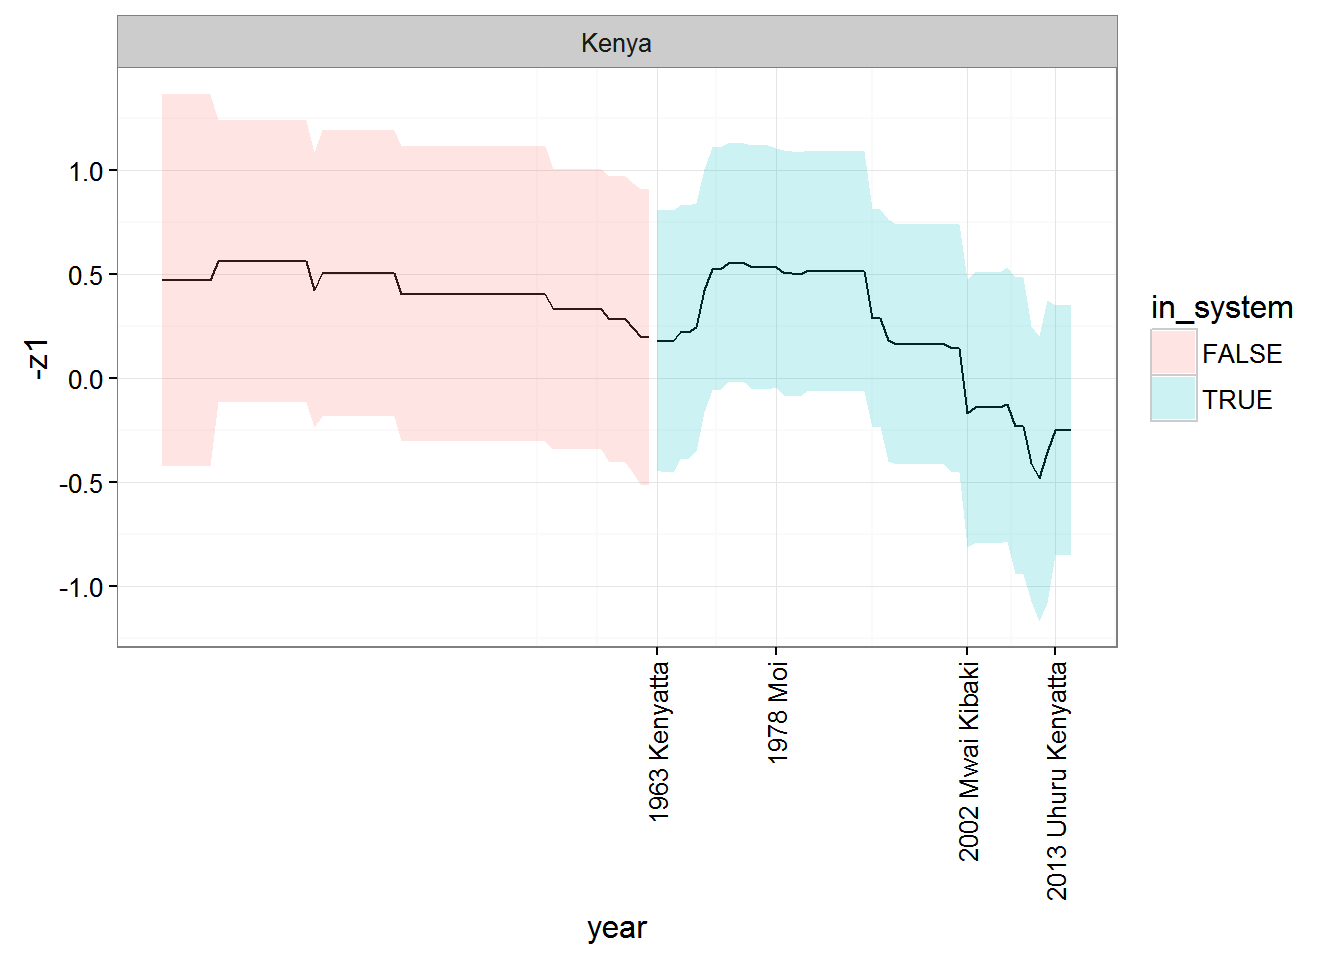 Kenya
-z1
1.0
0.5
0.0
-0.5
-1.0
1963 Kenyatta
1978 Moi
2002 Mwai Kibaki
2013 Uhuru Kenyatta
year
in_system
FALSE
TRUE